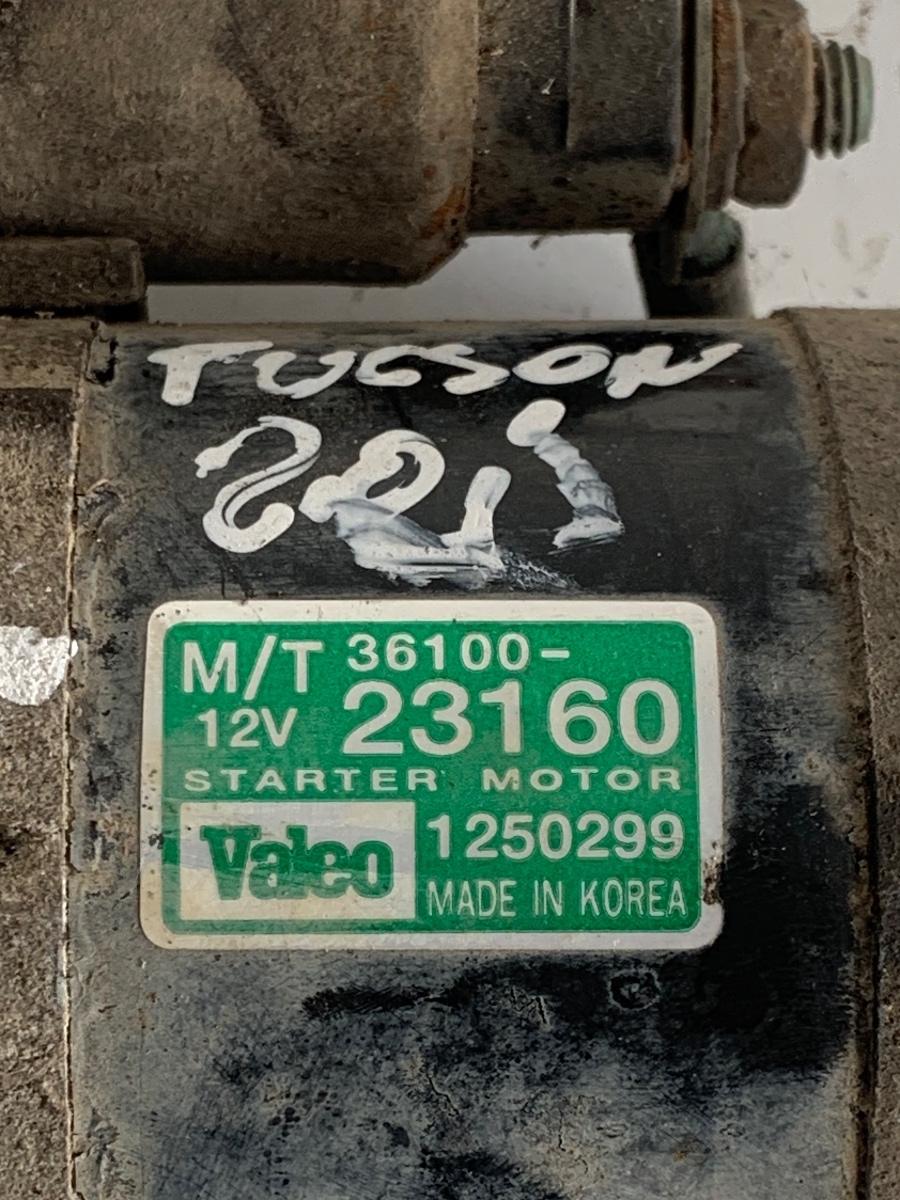 TUCSON
M/T 36100-
12V 23160
STARTER MOTOR
Valeo 1250299
MADE IN KOREA